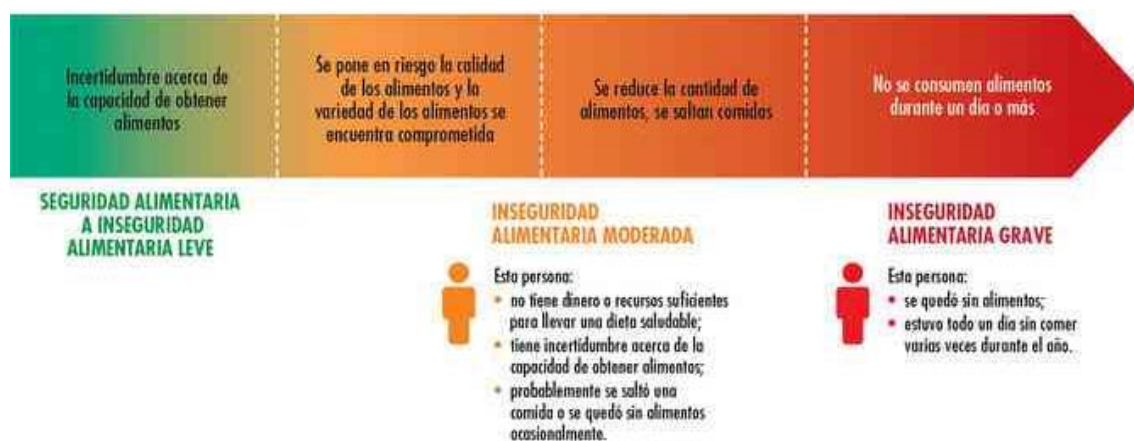 Incertidumbre acerca de
la capacidad de obtener
alimentos
Se pone en riesgo la calidad
de los alimentos y la
variedad de los alimentos se
encuentra comprometida
Se reduce la cantidad de
alimentos, se saltan comidas
No se consumen alimentos
durante un día o más
SEGURIDAD ALIMENTARIA
A INSEGURIDAD
ALIMENTARIA LEVE
INSEGURIDAD
ALIMENTARIA MODERADA
Esta persona:
• no tiene dinero o recursos suficientes
para llevar una dieta saludable;
• tiene incertidumbre acerca de la
capacidad de obtener alimentos;
• probablemente se saltó una
comida o se quedó sin alimentos
ocasionalmente.
INSEGURIDAD
ALIMENTARIA GRAVE
Esta persona:
• se quedó sin alimentos;
• estuvo todo un día sin comer
varias veces durante el año.